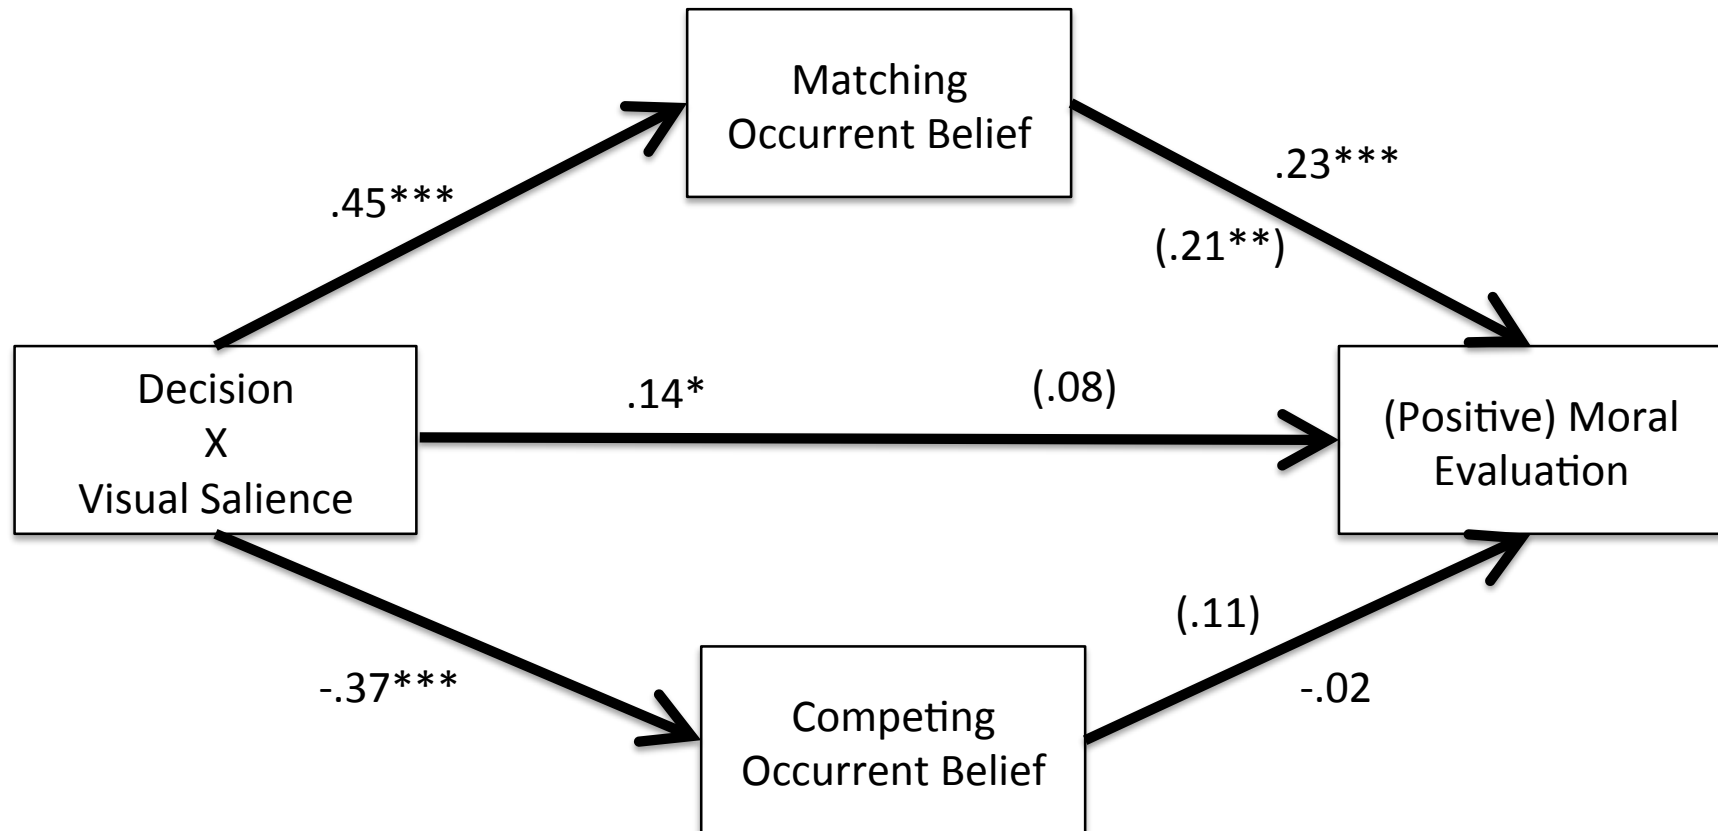 Matching
Occurrent Belief
.45***
.23***
(.21**)
Decision
X
Visual Salience
.14*
(.08)
(Positive) Moral
Evaluation
-.37***
(.11)
-.02
Competing
Occurrent Belief